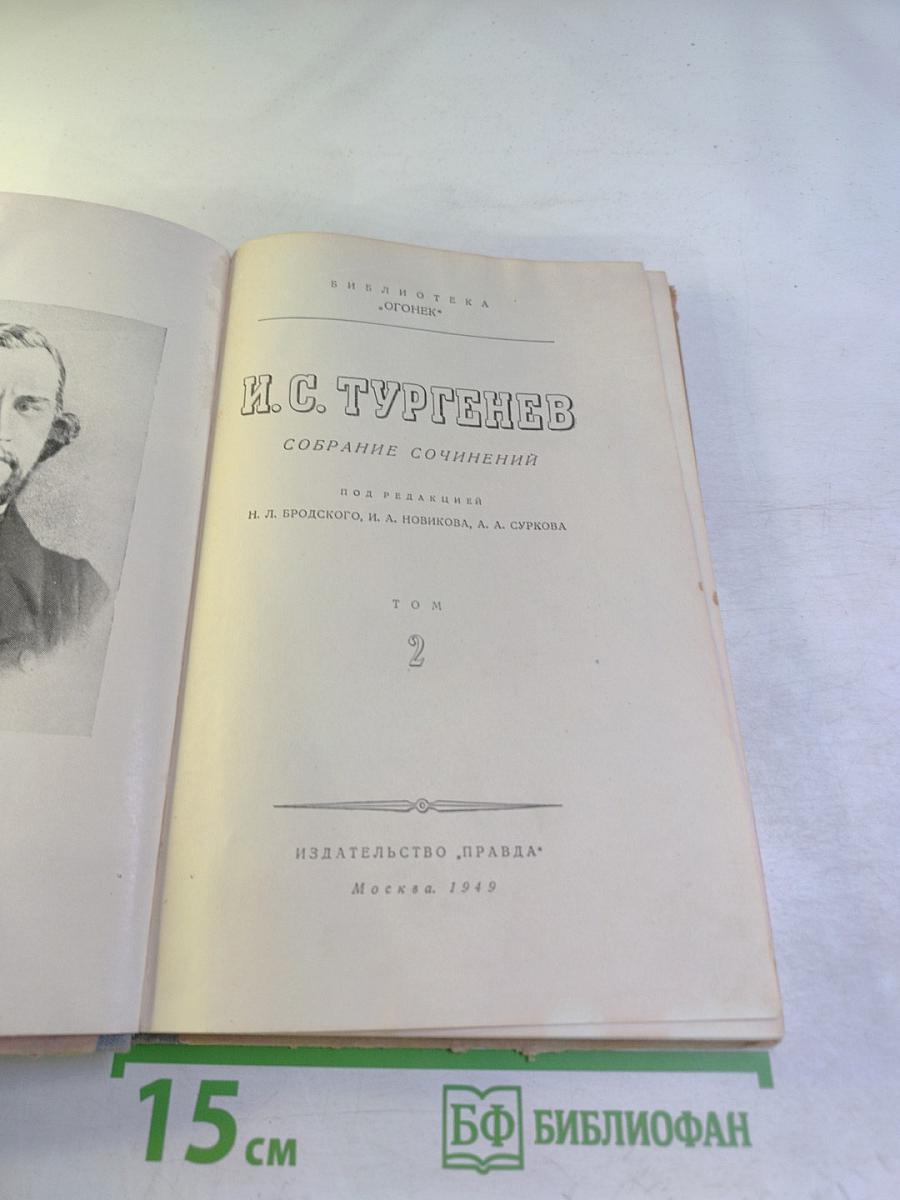 БИБЛИОТЕКА
„ОГОНЕК“
И. С. ТУРГЕНЕВ
СОБРАНИЕ СОЧИНЕНИЙ
ПОД РЕДАКЦИЕЙ
Н. Л. БРОДСКОГО, И. А. НОВИКОВА, А. А. СУРКОВА
ТОМ
2
ИЗДАТЕЛЬСТВО „ПРАВДА“
Москва. 1949
15 см
БФ БИБЛИОФАН